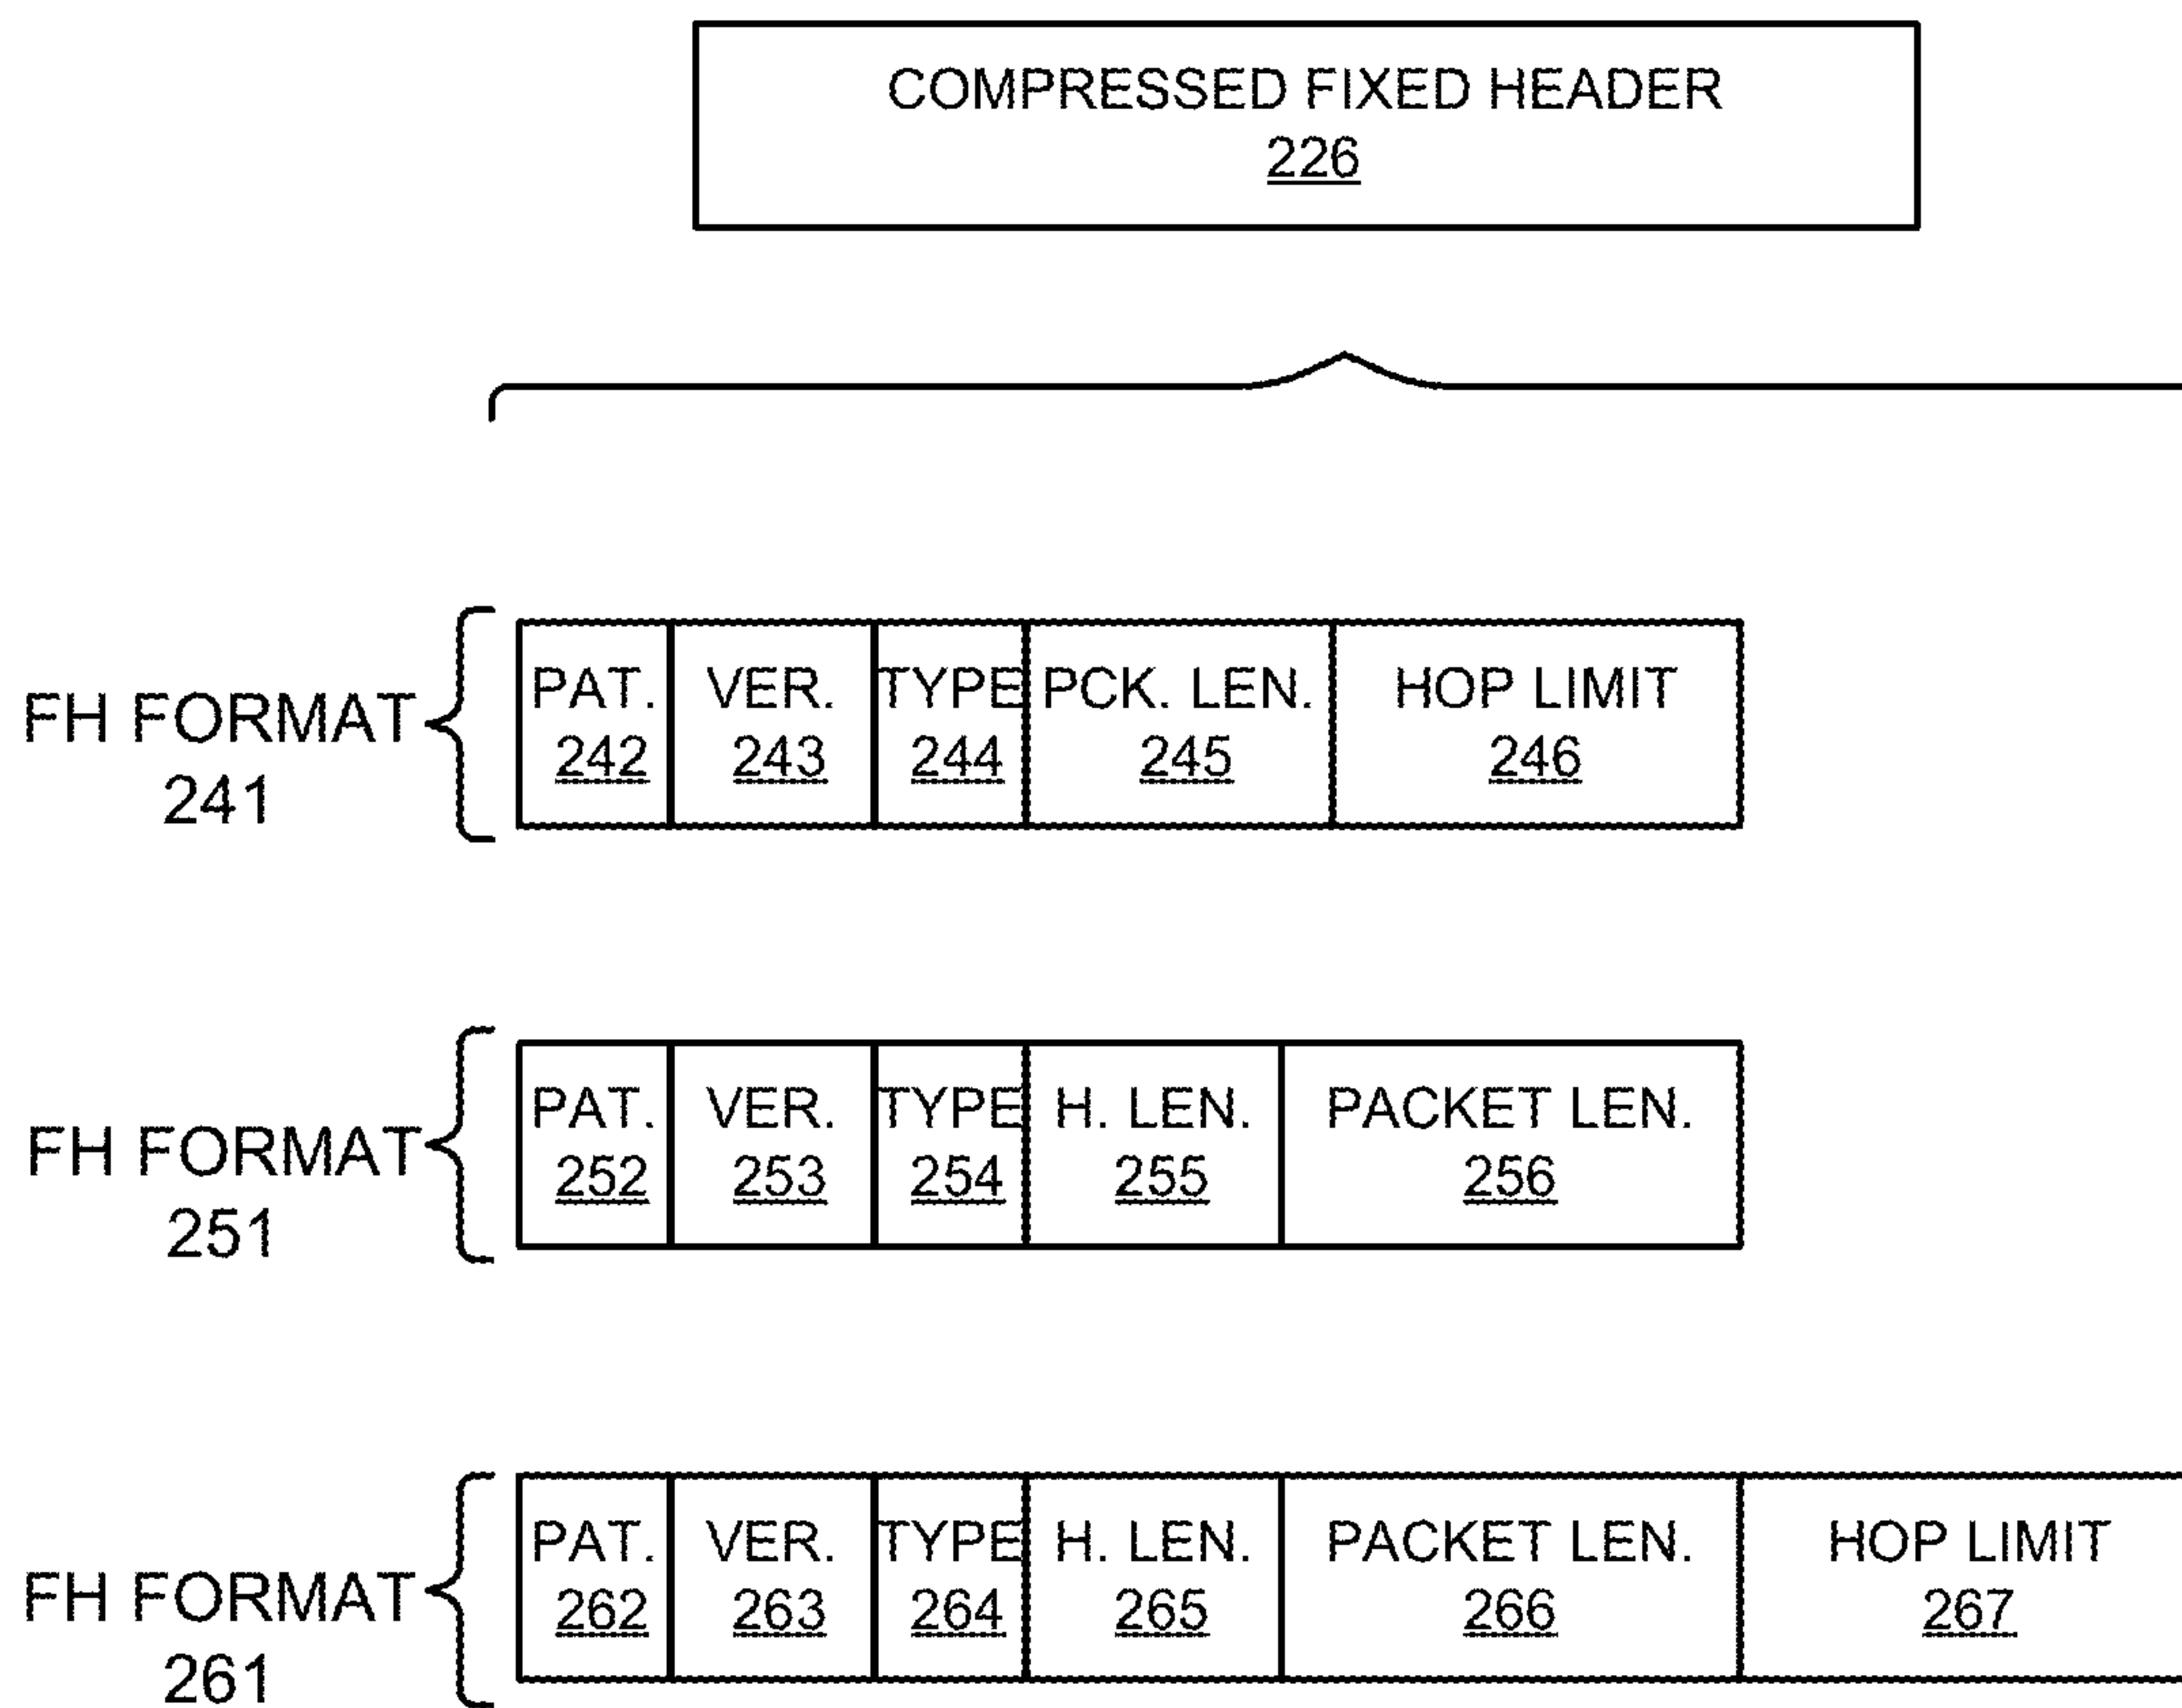 COMPRESSED FIXED HEADER
226
FH FORMAT
241
PAT. VER. TYPE PCK. LEN. HOP LIMIT
242 243 244 245 246
FH FORMAT
251
PAT. VER. TYPE H. LEN. PACKET LEN.
252 253 254 255 256
FH FORMAT
261
PAT. VER. TYPE H. LEN. PACKET LEN. HOP LIMIT
262 263 264 265 266 267